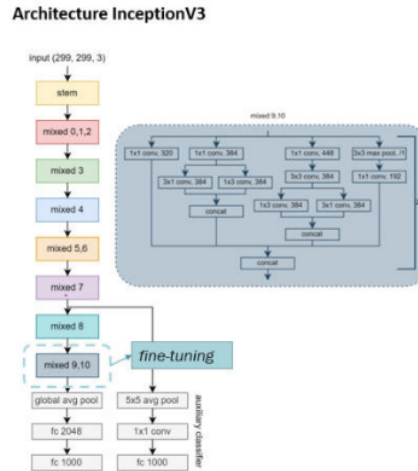 Architecture InceptionV3
input (299, 299, 3)
stem
mixed 0,1,2
mixed 3
mixed 4
mixed 5,6
mixed 7
mixed 8
mixed 9,10
global avg pool
fc 2048
fc 1000
fine-tuning
5x5 avg pool
1x1 conv
fc 1000
auxiliary classifier
mixed 9,10
1x1 conv, 320
1x1 conv, 384
1x1 conv, 448
3x3 max pool, /1
3x1 conv, 384
1x3 conv, 384
3x3 conv, 384
1x1 conv, 192
concat
1x3 conv, 384
3x1 conv, 384
concat
concat